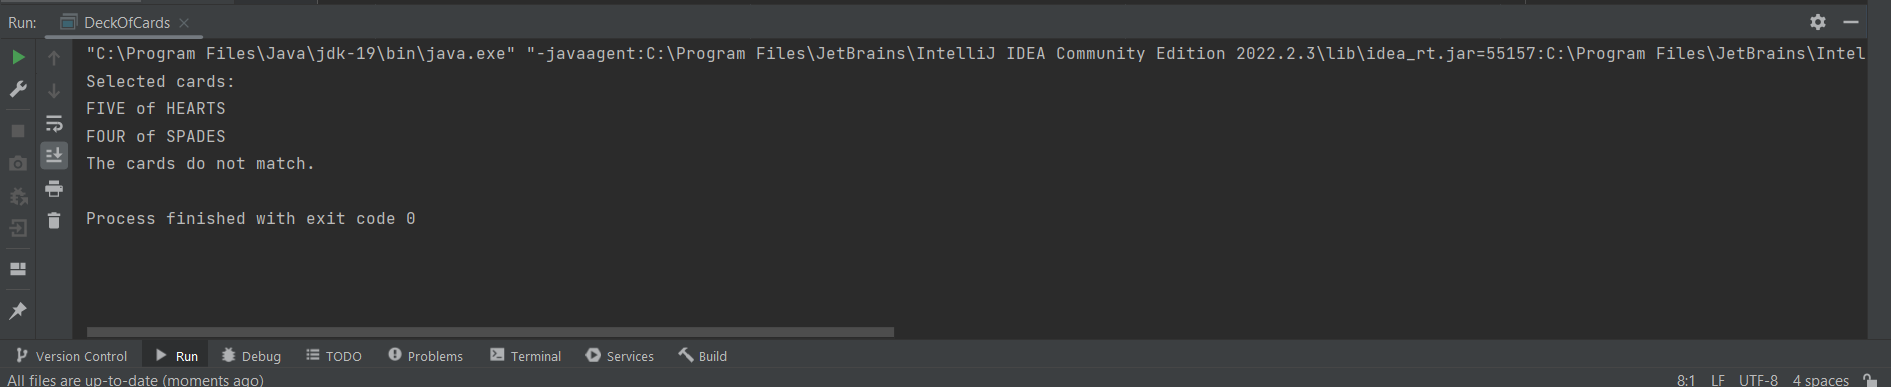 Run: DeckOfCards
"C:\Program Files\Java\jdk-19\bin\java.exe" "-javaagent:C:\Program Files\JetBrains\IntelliJ IDEA Community Edition 2022.2.3\lib\idea_rt.jar=55157:C:\Program Files\JetBrains\Intel
Selected cards:
FIVE of HEARTS
FOUR of SPADES
The cards do not match.
Process finished with exit code 0
Version Control Run Debug TODO Problems Terminal Services Build
All files are up-to-date (moments ago) 8:1 LF UTF-8 4 spaces